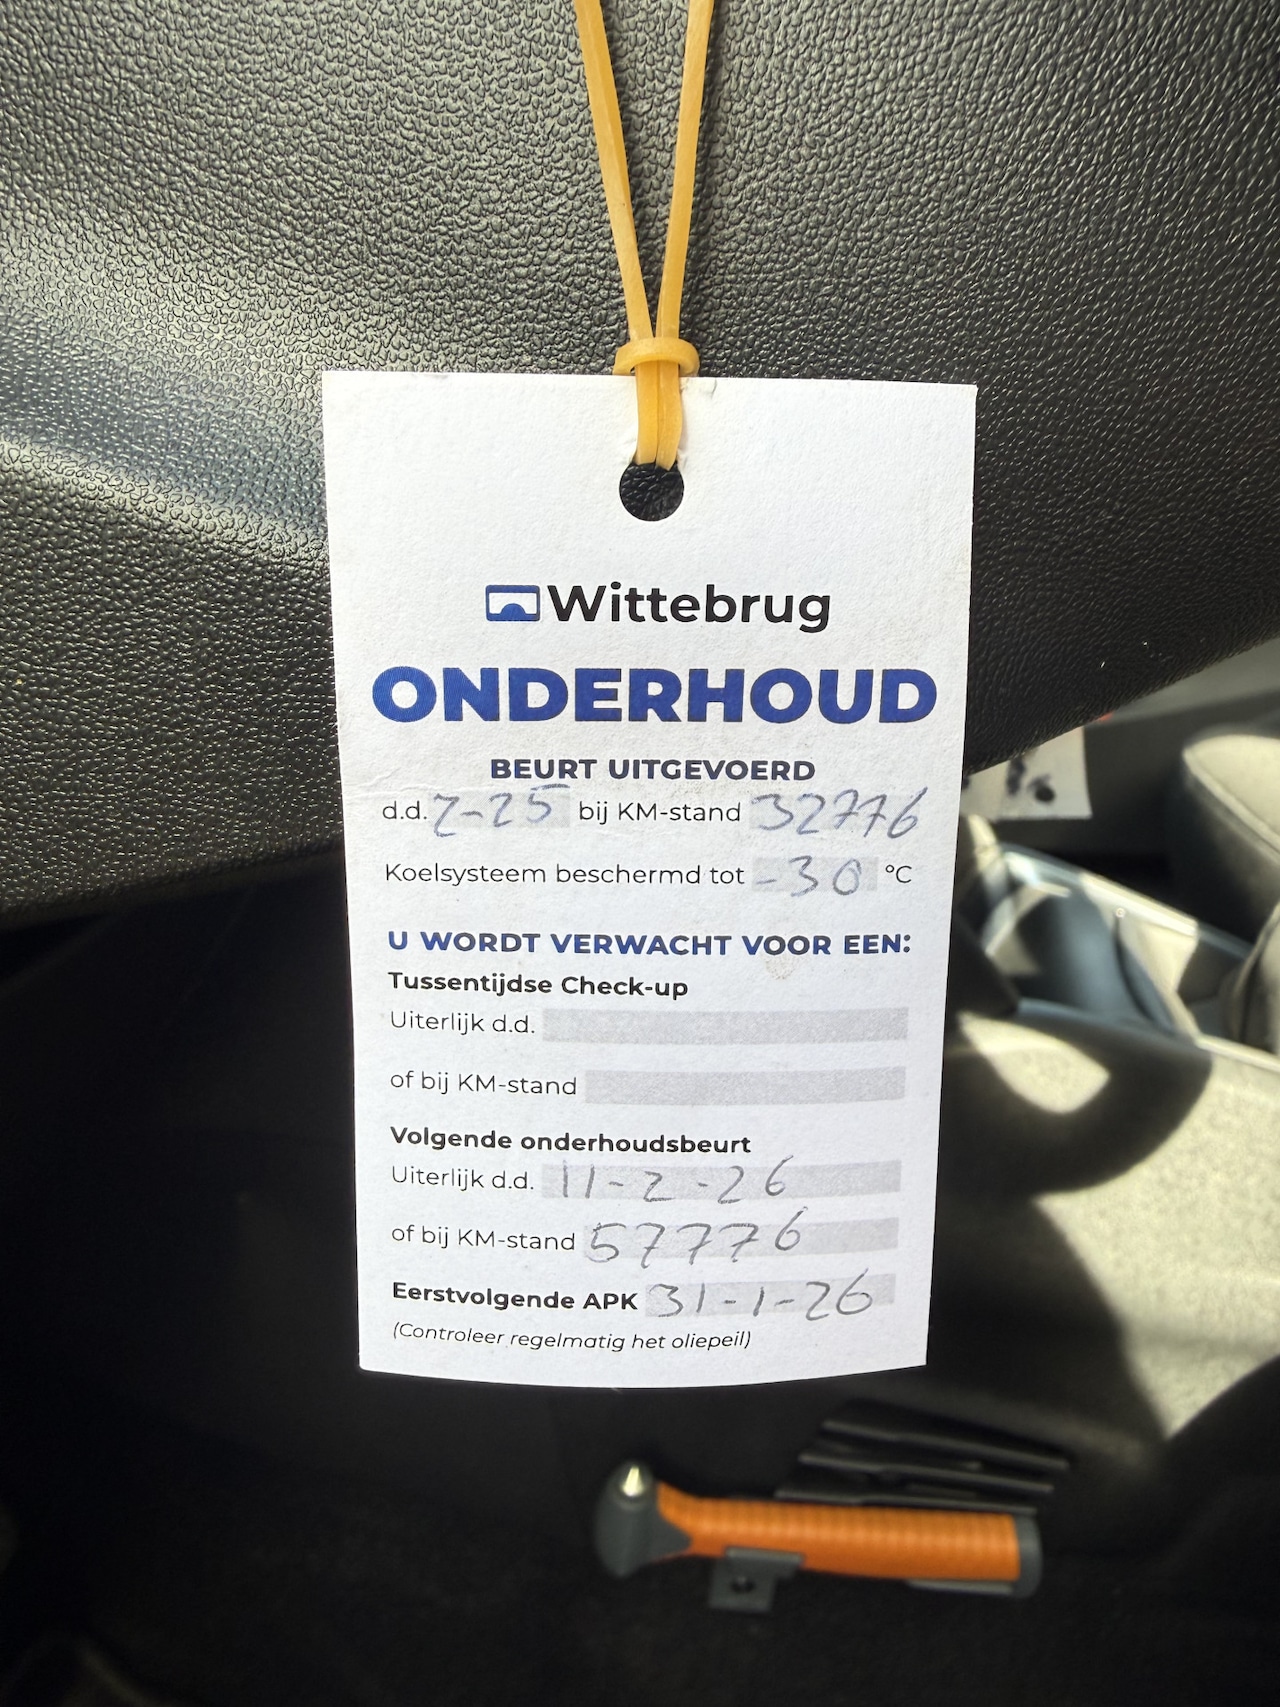 Wittebrug
ONDERHOUD
BEURT UITGEVOERD
d.d. 2-25 bij KM-stand 32776
Koelsysteem beschermd tot -30 °C
U WORDT VERWACHT VOOR EEN:
Tussentijdse Check-up
Uiterlijk d.d.
of bij KM-stand
Volgende onderhoudsbeurt
Uiterlijk d.d. 11-2-26
of bij KM-stand 57776
Eerstvolgende APK 31-1-26
(Controleer regelmatig het oliepeil)